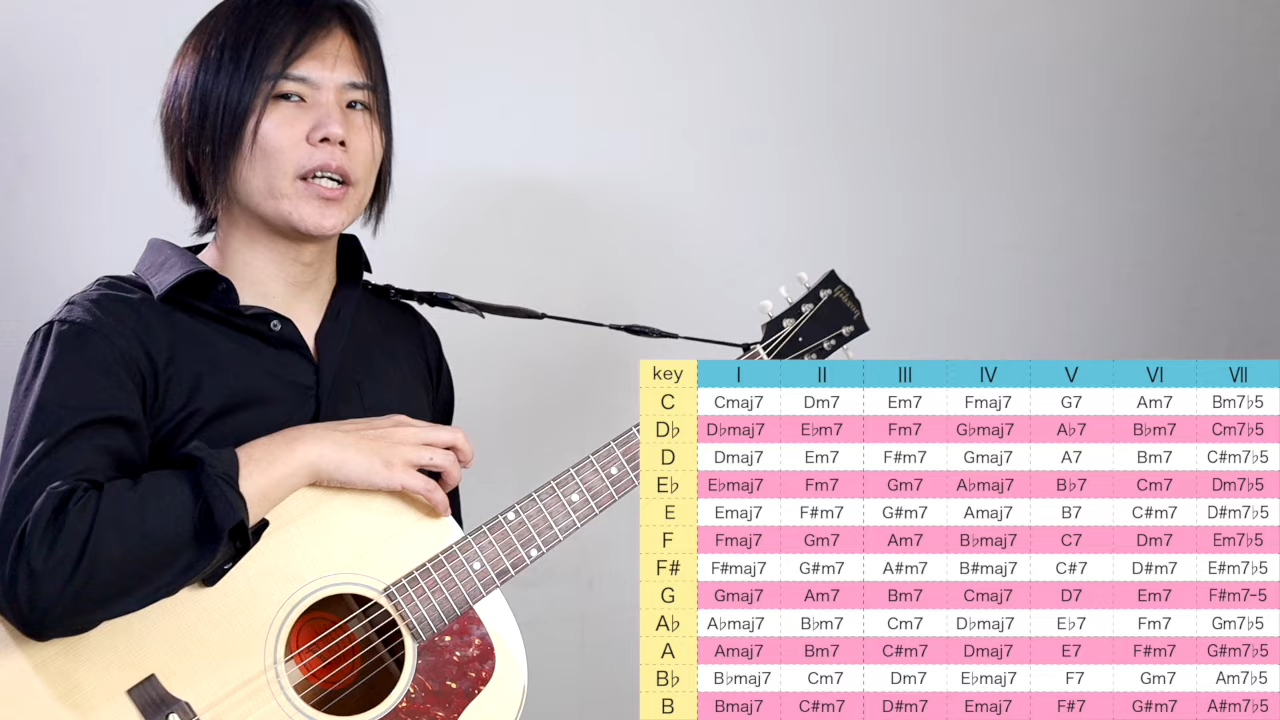 key I II III IV V VI VII
C Cmaj7 Dm7 Em7 Fmaj7 G7 Am7 Bm7♭5
D♭ D♭maj7 E♭m7 Fm7 G♭maj7 A♭7 B♭m7 Cm7♭5
D Dmaj7 Em7 F#m7 Gmaj7 A7 Bm7 C#m7♭5
E♭ E♭maj7 Fm7 Gm7 A♭maj7 B♭7 Cm7 Dm7♭5
E Emaj7 F#m7 G#m7 Amaj7 B7 C#m7 D#m7♭5
F Fmaj7 Gm7 Am7 B♭maj7 C7 Dm7 Em7♭5
F# F#maj7 G#m7 A#m7 B#maj7 C#7 D#m7 E#m7♭5
G Gmaj7 Am7 Bm7 Cmaj7 D7 Em7 F#m7-5
A♭ A♭maj7 B♭m7 Cm7 D♭maj7 E♭7 Fm7 Gm7♭5
A Amaj7 Bm7 C#m7 Dmaj7 E7 F#m7 G#m7♭5
B♭ B♭maj7 Cm7 Dm7 E♭maj7 F7 Gm7 Am7♭5
B Bmaj7 C#m7 D#m7 Emaj7 F#7 G#m7 A#m7♭5